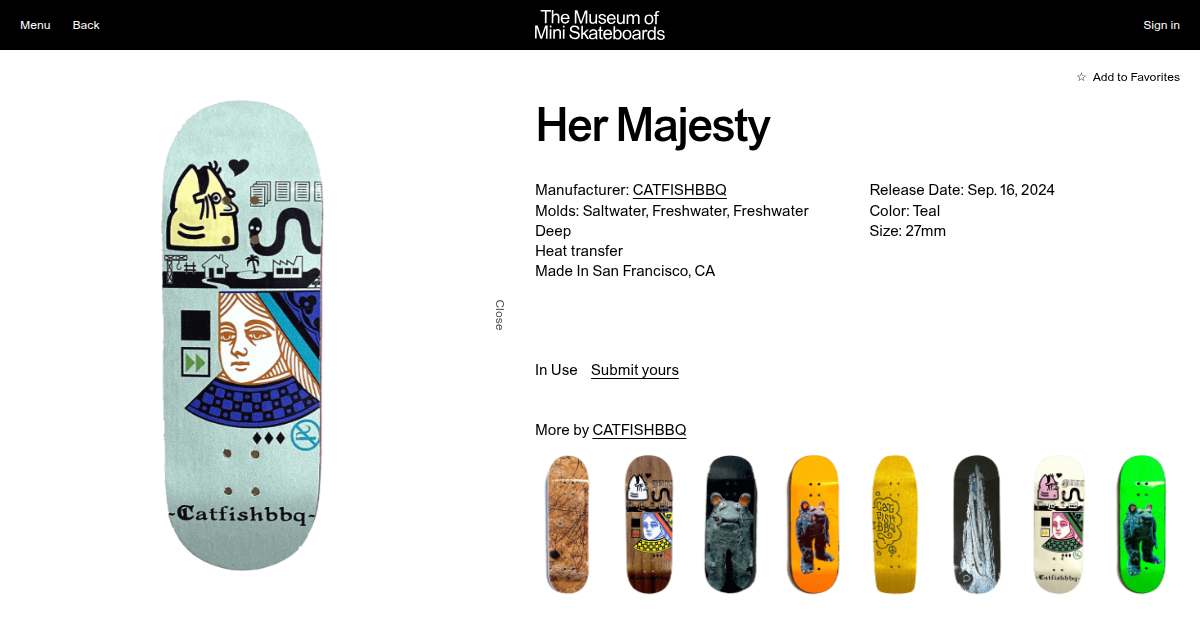 Menu
Back
The Museum of
Mini Skateboards
Sign in
☆ Add to Favorites
Her Majesty
Manufacturer: CATFISHBBQ
Molds: Saltwater, Freshwater, Freshwater
Deep
Heat transfer
Made In San Francisco, CA
Release Date: Sep. 16, 2024
Color: Teal
Size: 27mm
Close
-Catfishbbq-
In Use
Submit yours
More by CATFISHBBQ